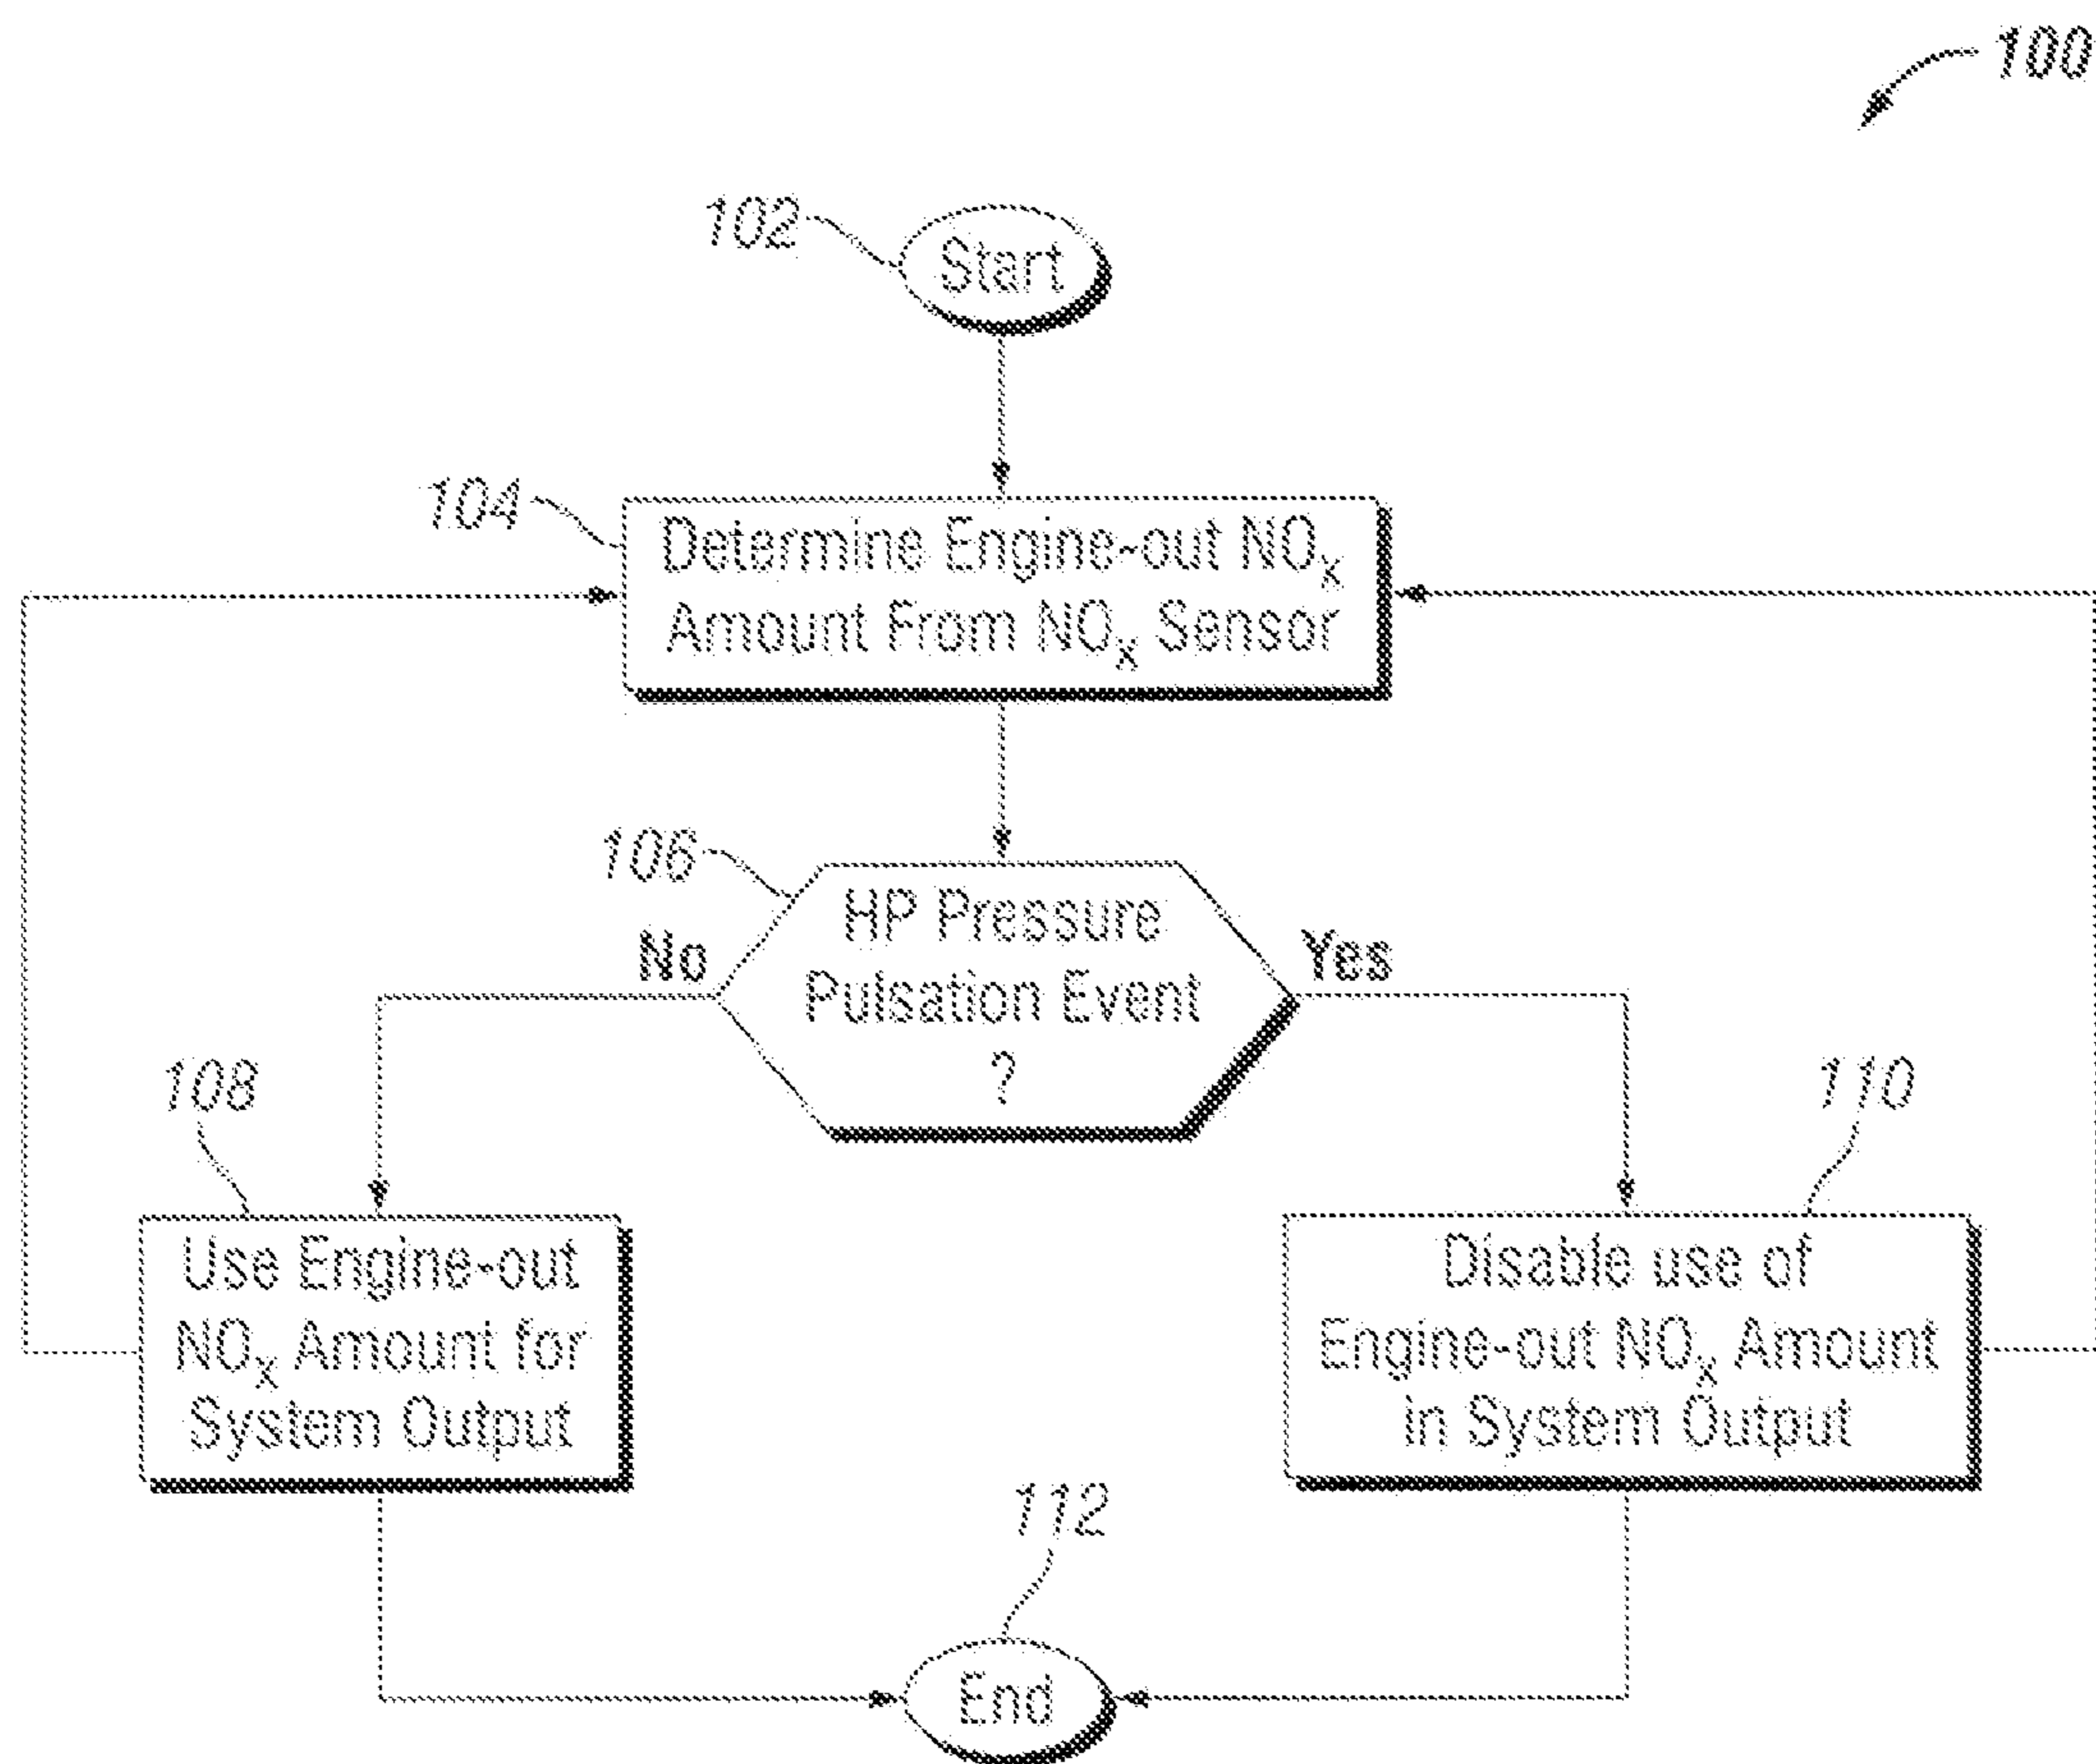 100
102
Start
104
Determine Engine-out NOx
Amount From NOx Sensor
106
HP Pressure
Pulsation Event
?
No
Yes
108
Use Engine-out
NOx Amount for
System Output
110
Disable use of
Engine-out NOx Amount
in System Output
112
End